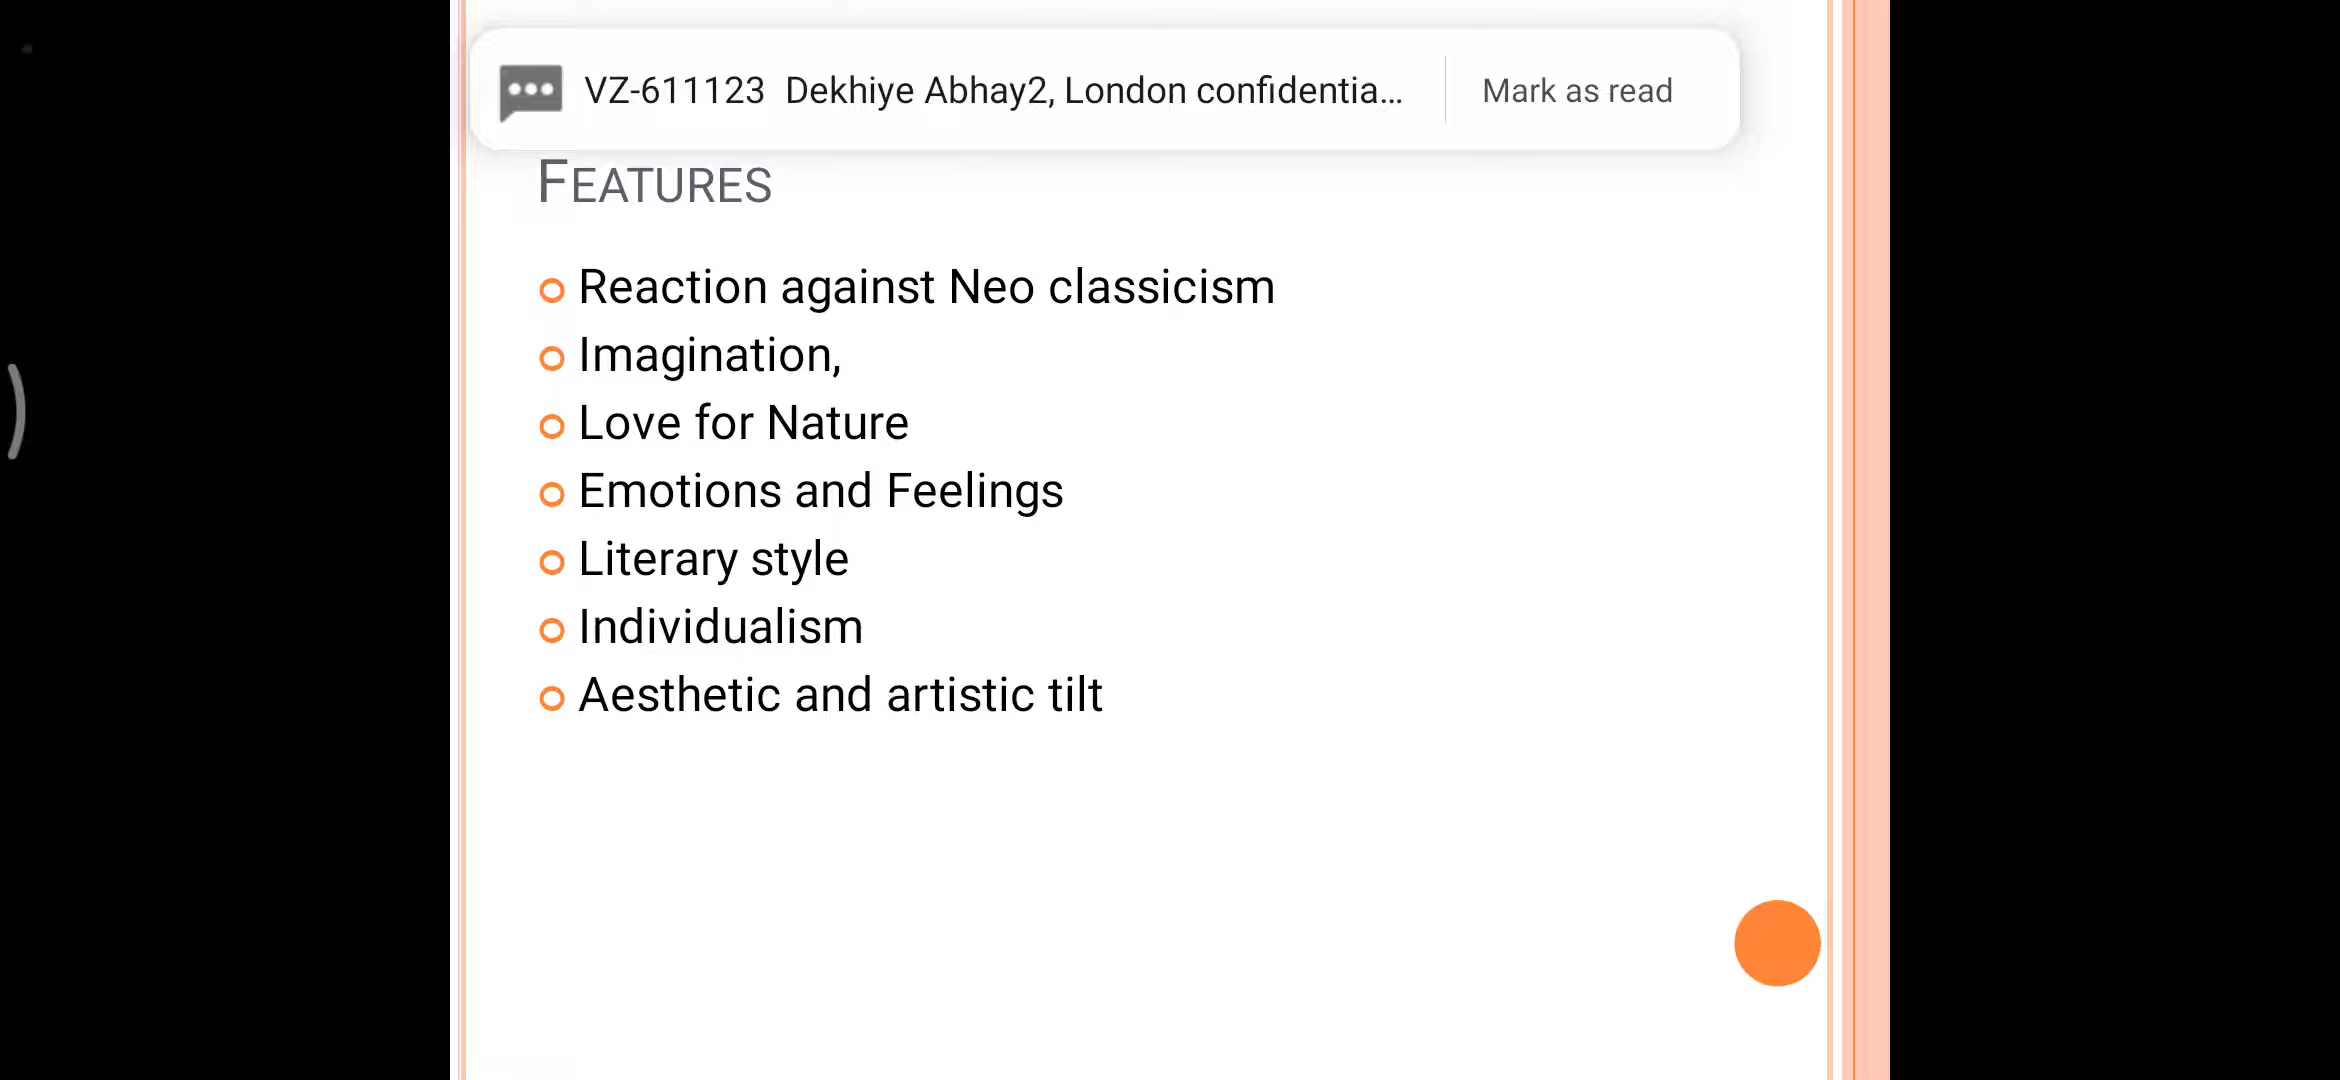 VZ-611123 Dekhiye Abhay2, London confidentia... Mark as read
FEATURES
Reaction against Neo classicism
Imagination,
Love for Nature
Emotions and Feelings
Literary style
Individualism
Aesthetic and artistic tilt